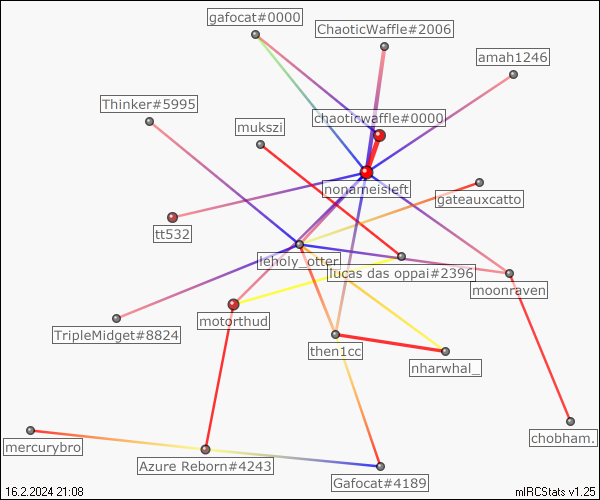 gafocat#0000
ChaoticWaffle#2006
amah1246
Thinker#5995
chaoticwaffle#0000
mukszi
nonameisleft
gateauxcatto
tt532
leholy_otter
lucas das oppai#2396
moonraven
motorthud
TripleMidget#8824
then1cc
nharwhal_
chobham.
mercurybro
Azure Reborn#4243
Gafocat#4189
16.2.2024 21:08
mIRCStats v1.25